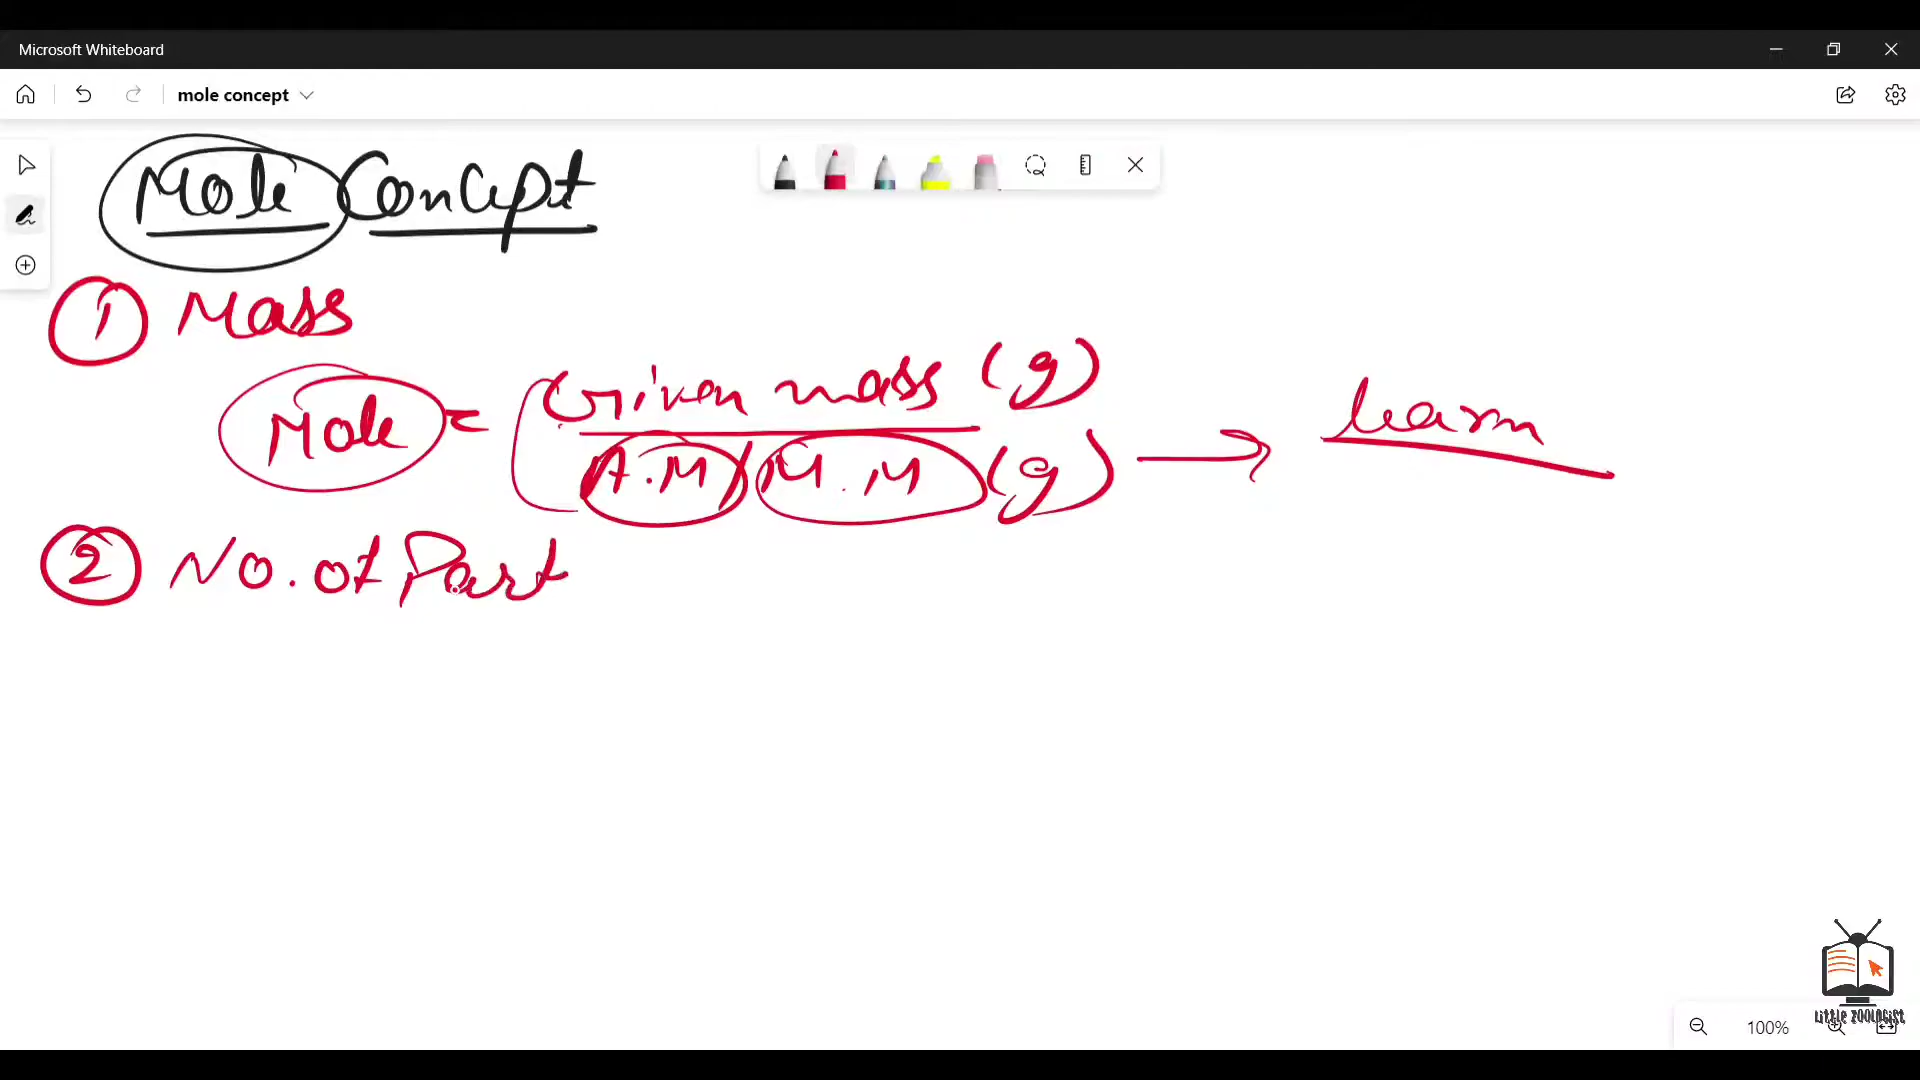 Microsoft Whiteboard
mole concept
Mole Concept
1 Mass
Mole = Given mass (g)
A.M / M.M (g) → learn
2 No. of Part
LITTLE ZOOLOGIST
100%